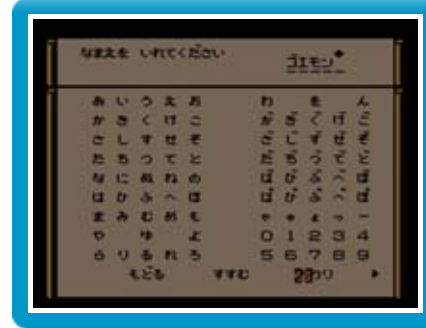 なまえを いれてください
ゴエモン
あ い う え お わ を ん
か き く け こ が ぎ ぐ げ ご
さ し す せ そ ざ じ ず ぜ ぞ
た ち つ て と だ ぢ づ で ど
な に ぬ ね の ば び ぶ べ ぼ
は ひ ふ へ ほ ぱ ぴ ぷ ぺ ぽ
ま み む め も ゃ ゅ ょ っ ー
や ゆ よ 0 1 2 3 4
ら り る れ ろ 5 6 7 8 9
もどる すすむ